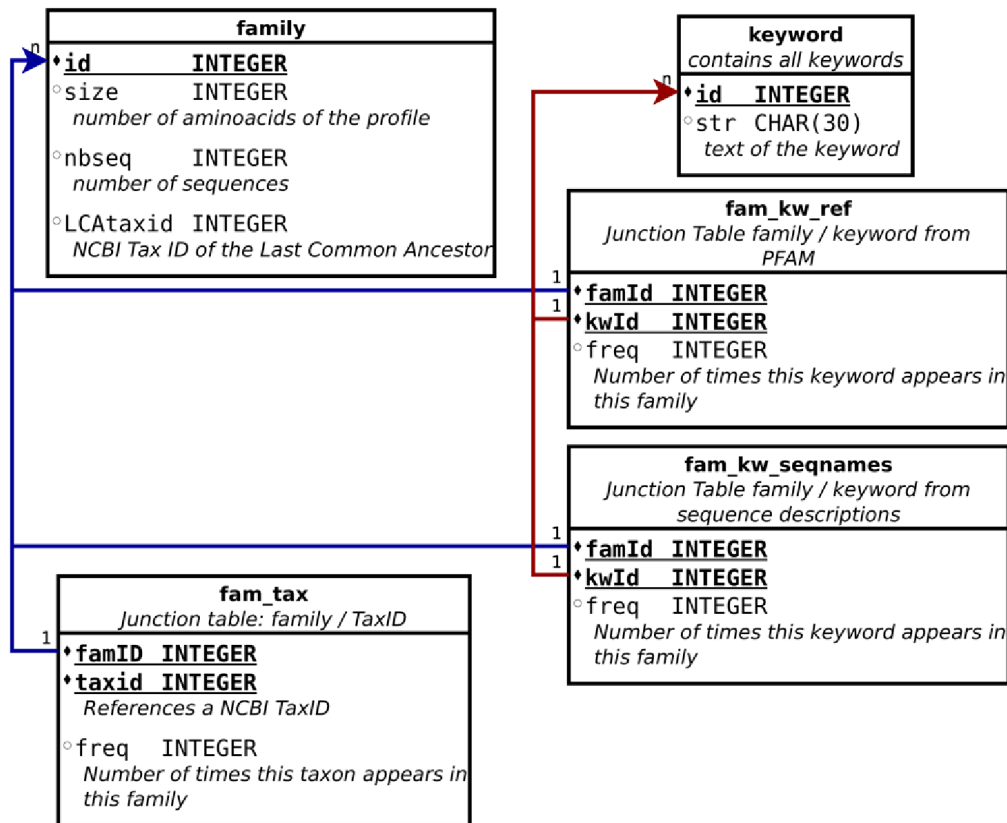 family
n
id INTEGER
size INTEGER
number of aminoacids of the profile
nbseq INTEGER
number of sequences
LCAtaxid INTEGER
NCBI Tax ID of the Last Common Ancestor
keyword
contains all keywords
n
id INTEGER
str CHAR(30)
text of the keyword
fam_kw_ref
Junction Table family / keyword from
PFAM
1
famId INTEGER
1
kwId INTEGER
freq INTEGER
Number of times this keyword appears in
this family
fam_kw_seqnames
Junction Table family / keyword from
sequence descriptions
1
famId INTEGER
1
kwId INTEGER
freq INTEGER
Number of times this keyword appears in
this family
fam_tax
Junction table: family / TaxID
1
famID INTEGER
taxid INTEGER
References a NCBI TaxID
freq INTEGER
Number of times this taxon appears in
this family